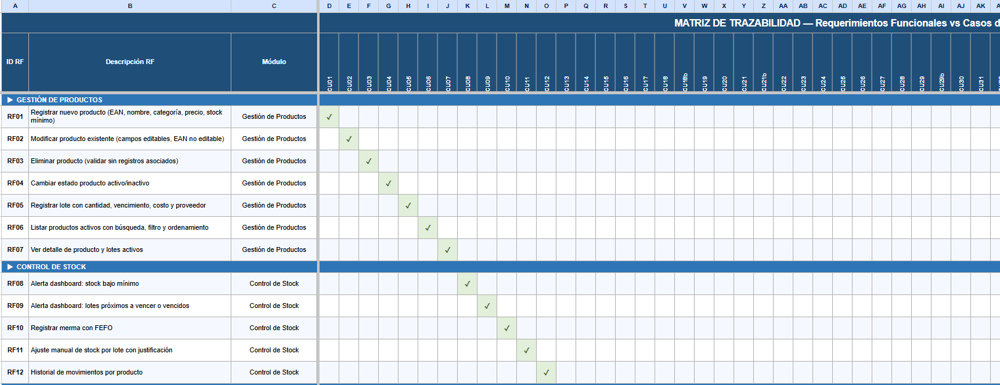 A B C D E F G H I J K L M N O P Q R S T U V W X Y Z AA AB AC AD AE AF AG AH AI AJ AK
MATRIZ DE TRAZABILIDAD — Requerimientos Funcionales vs Casos d
ID RF Descripción RF Módulo CU01 CU02 CU03 CU04 CU05 CU06 CU07 CU08 CU09 CU10 CU11 CU12 CU13 CU14 CU15 CU16 CU17 CU18 CU18b CU19 CU20 CU21 CU21b CU22 CU23 CU24 CU25 CU26 CU27 CU28 CU29 CU29b CU30 CU31
▶ GESTIÓN DE PRODUCTOS
RF01 Registrar nuevo producto (EAN, nombre, categoría, precio, stock
mínimo) Gestión de Productos ✓
RF02 Modificar producto existente (campos editables, EAN no editable) Gestión de Productos ✓
RF03 Eliminar producto (validar sin registros asociados) Gestión de Productos ✓
RF04 Cambiar estado producto activo/inactivo Gestión de Productos ✓
RF05 Registrar lote con cantidad, vencimiento, costo y proveedor Gestión de Productos ✓
RF06 Listar productos activos con búsqueda, filtro y ordenamiento Gestión de Productos ✓
RF07 Ver detalle de producto y lotes activos Gestión de Productos ✓
▶ CONTROL DE STOCK
RF08 Alerta dashboard: stock bajo mínimo Control de Stock ✓
RF09 Alerta dashboard: lotes próximos a vencer o vencidos Control de Stock ✓
RF10 Registrar merma con FEFO Control de Stock ✓
RF11 Ajuste manual de stock por lote con justificación Control de Stock ✓
RF12 Historial de movimientos por producto Control de Stock ✓